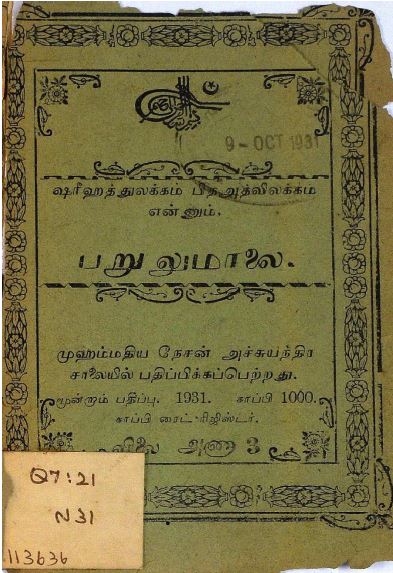 9-OCT 1931
ஷரீஹத்துலக்கம பித்அத்விலக்கம
என்னும்.
பறுலுமாலை.
முஹம்மதிய நேசன் அச்சுயந்திர
சாலையில் பதிப்பிக்கப்பெற்றது.
மூன்றாம் பதிப்பு. 1931. காப்பி 1000.
காப்பி ரைட் ரிஜிஸ்டர்.
விலை அணா 3
Q7:21
N31
113636